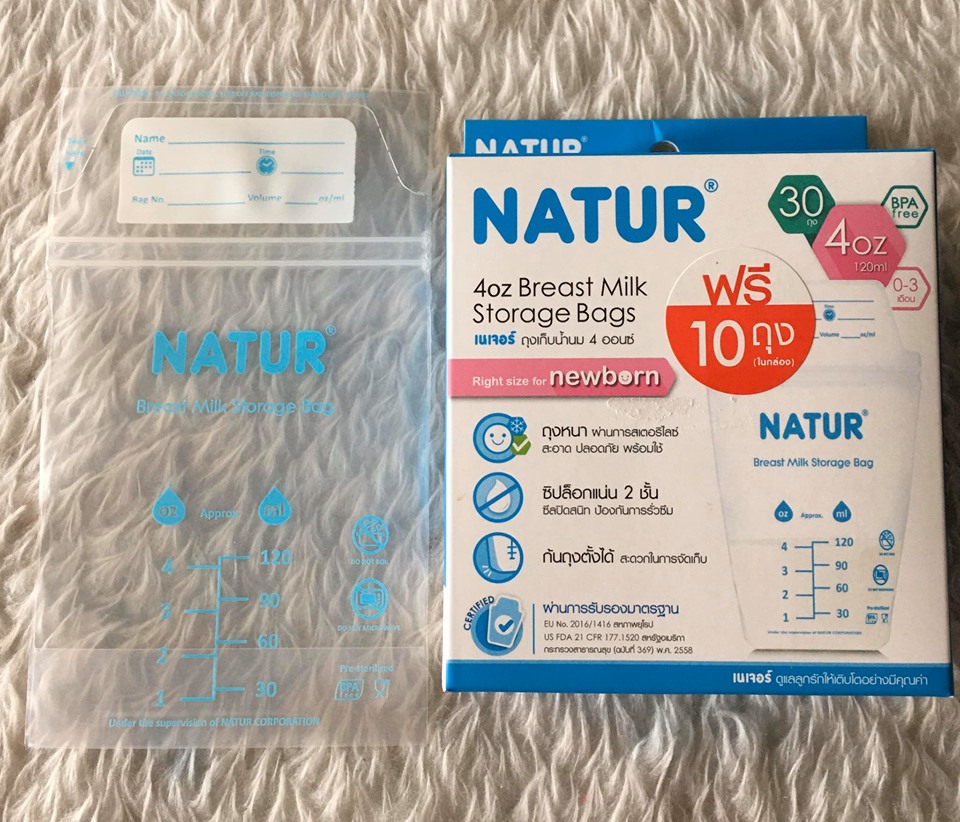 Name
Date
Time
Bag No. Volume oz/ml
NATUR®
Breast Milk Storage Bag
oz Approx. ml
4 120
3 90
2 60
1 30
DO NOT BOIL
DO NOT MICROWAVE
Pre-sterilized
BPA
Under the supervision of NATUR CORPORATION
NATUR®
NATUR®
30
ถุง
4oz
120ml
BPA
free
0-3
เดือน
4oz Breast Milk
Storage Bags
เนเจอร์ ถุงเก็บน้ำนม 4 ออนซ์
Right size for newborn
ฟรี
10 ถุง
(ในกล่อง)
ถุงหนา ผ่านการสเตอริไลซ์
สะอาด ปลอดภัย พร้อมใช้
ซิปล็อกแน่น 2 ชั้น
ซีลปิดสนิท ป้องกันการรั่วซึม
ก้นถุงตั้งได้ สะดวกในการจัดเก็บ
CERTIFIED
ผ่านการรับรองมาตรฐาน
EU No. 2016/1416 สหภาพยุโรป
US FDA 21 CFR 177.1520 สหรัฐอเมริกา
กระทรวงสาธารณสุข (ฉบับที่ 369) พ.ศ. 2558
Time
Volume oz/ml
NATUR®
Breast Milk Storage Bag
oz Approx. ml
4 120
3 90
2 60
1 30
Pre-sterilized
Under the supervision of NATUR CORPORATION
เนเจอร์ ดูแลลูกรักให้เติบโตอย่างมีคุณค่า